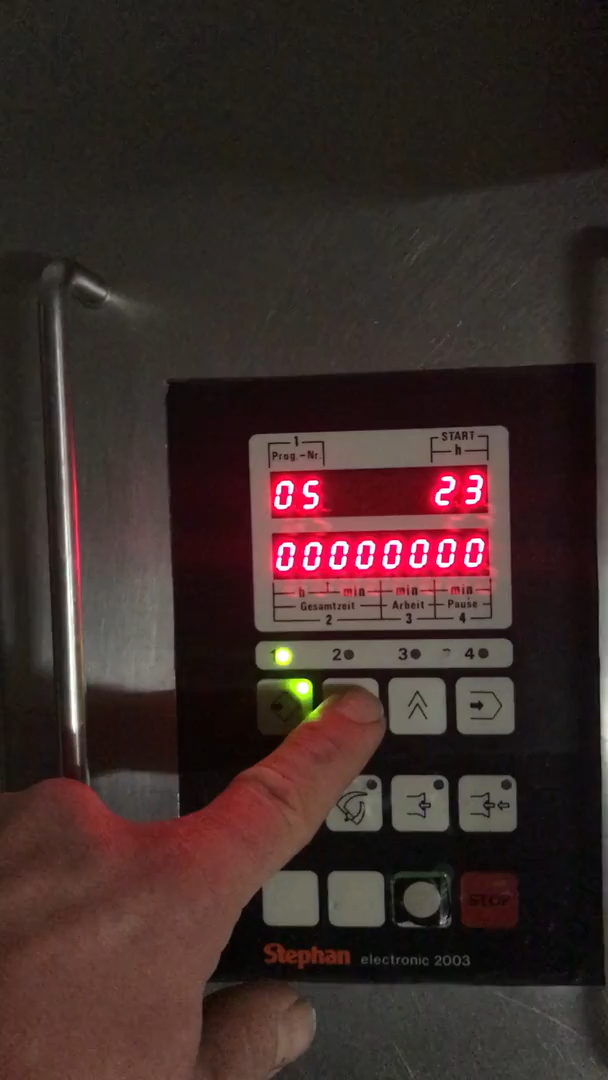 1 START
Prog.-Nr. h
05 23
00000000
h min min min
Gesamtzeit Arbeit Pause
2 3 4
1 2 3 4
STOP
Stephan electronic 2003